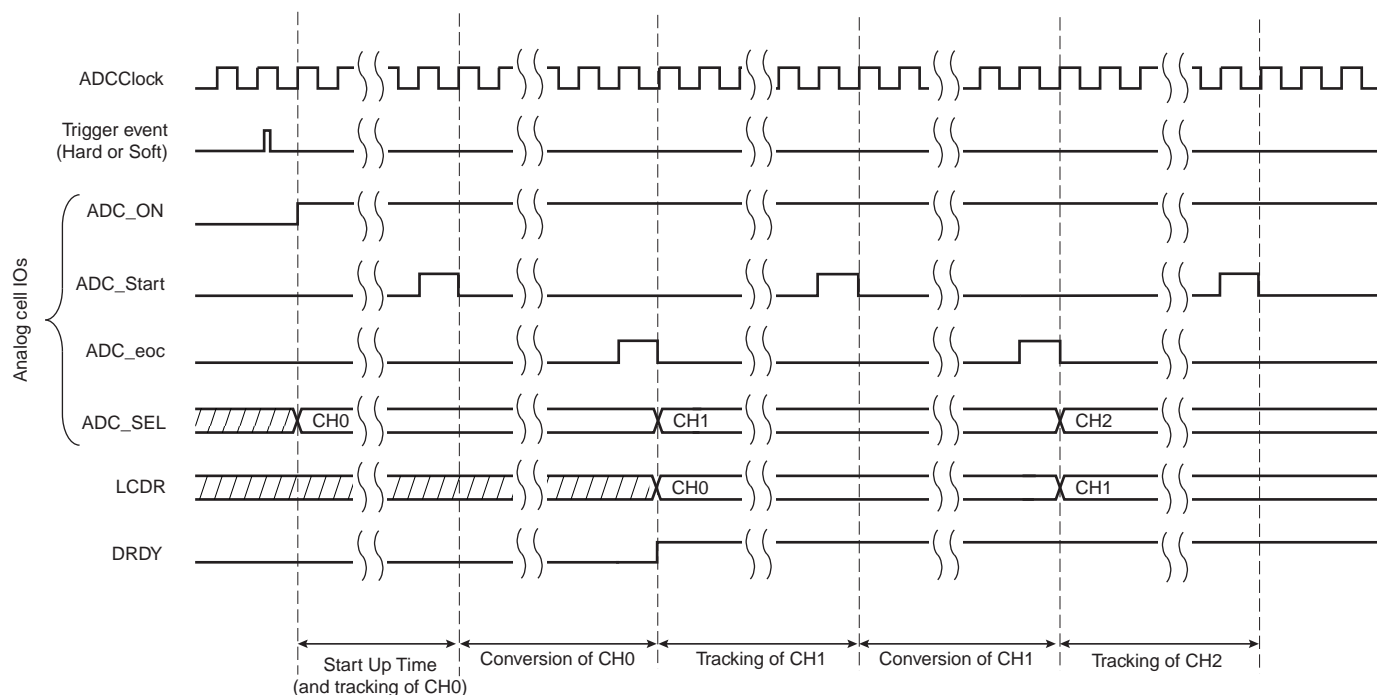 ADCClock
Trigger event
(Hard or Soft)
Analog cell IOs
ADC_ON
ADC_Start
ADC_eoc
ADC_SEL
CH0
CH1
CH2
LCDR
CH0
CH1
DRDY
Start Up Time
(and tracking of CH0)
Conversion of CH0
Tracking of CH1
Conversion of CH1
Tracking of CH2